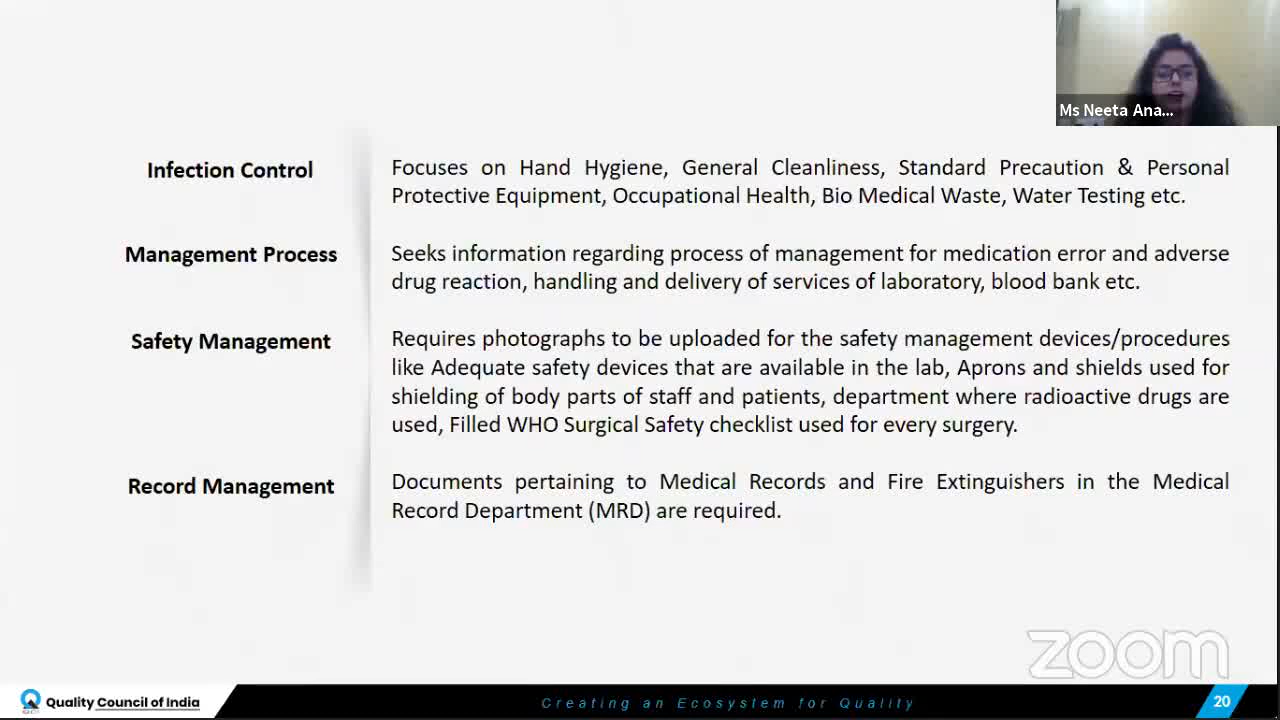 Ms Neeta Ana...
Infection Control
Focuses on Hand Hygiene, General Cleanliness, Standard Precaution & Personal
Protective Equipment, Occupational Health, Bio Medical Waste, Water Testing etc.
Management Process
Seeks information regarding process of management for medication error and adverse
drug reaction, handling and delivery of services of laboratory, blood bank etc.
Safety Management
Requires photographs to be uploaded for the safety management devices/procedures
like Adequate safety devices that are available in the lab, Aprons and shields used for
shielding of body parts of staff and patients, department where radioactive drugs are
used, Filled WHO Surgical Safety checklist used for every surgery.
Record Management
Documents pertaining to Medical Records and Fire Extinguishers in the Medical
Record Department (MRD) are required.
zoom
Quality Council of India
Creating an Ecosystem for Quality
20